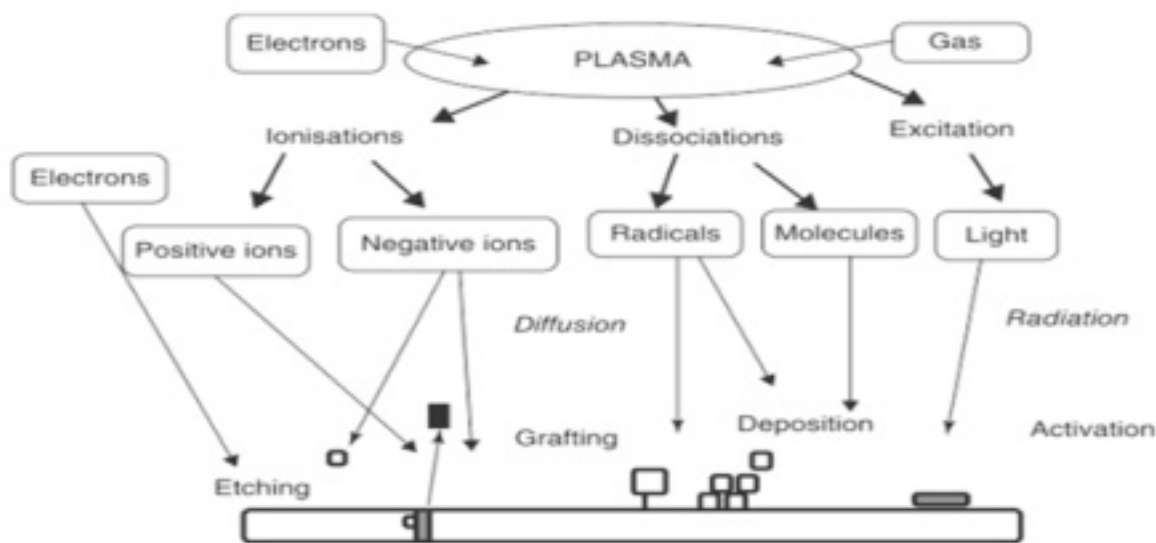 Electrons
PLASMA
Gas
Ionisations
Dissociations
Excitation
Electrons
Positive ions
Negative ions
Radicals
Molecules
Light
Diffusion
Radiation
Grafting
Deposition
Activation
Etching